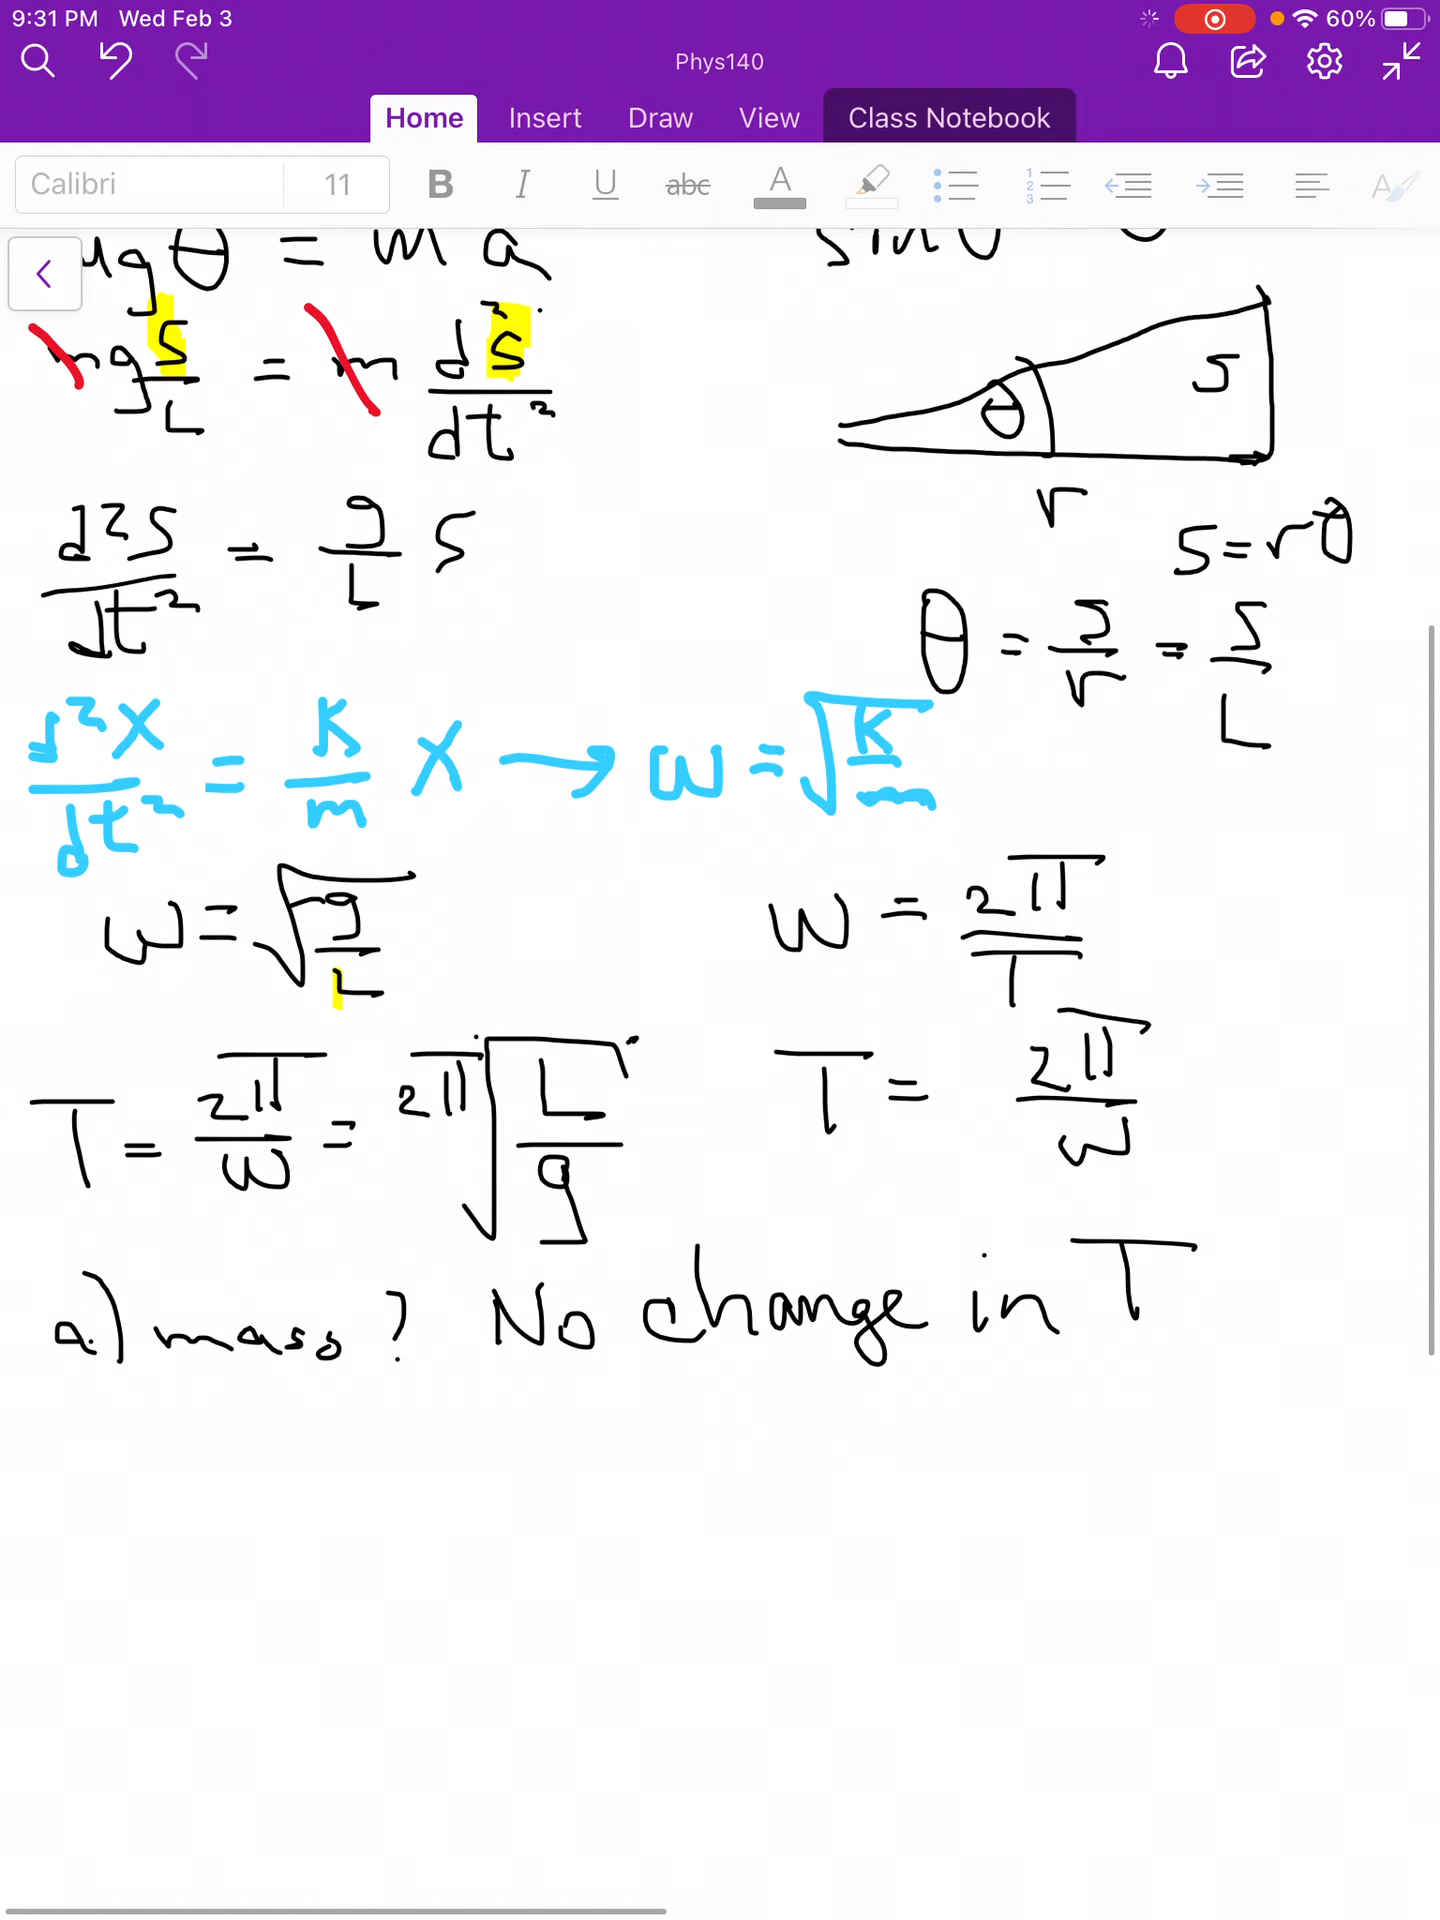 9:31 PM Wed Feb 3 60%
Phys140
Home Insert Draw View Class Notebook
Calibri 11 B I U abc A A
g θ = m a
mg S/L = m d²S/dt²
S
θ
r
d²S/dt² = g/L S
S = rθ
θ = S/r = S/L
d²x/dt² = K/m x → ω = √(K/m)
ω = √(g/L)
ω = 2π/T
T = 2π/ω = 2π √(L/g)
T = 2π/ω
a.) mass? No change in T